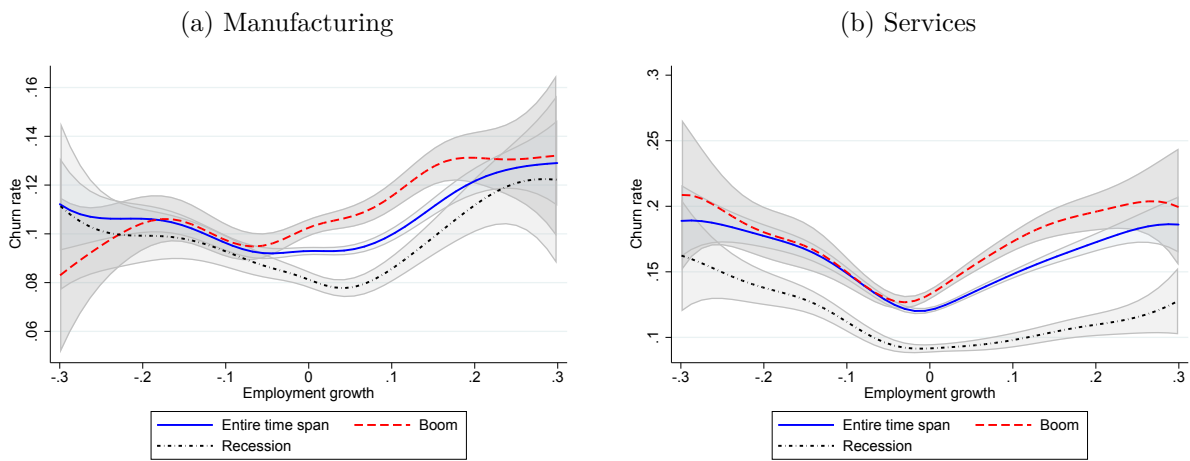 (a) Manufacturing
Churn rate
.16
.14
.12
.1
.08
.06
-.3 -.2 -.1 0 .1 .2 .3
Employment growth
Entire time span Boom
Recession
(b) Services
Churn rate
.3
.25
.2
.15
.1
-.3 -.2 -.1 0 .1 .2 .3
Employment growth
Entire time span Boom
Recession